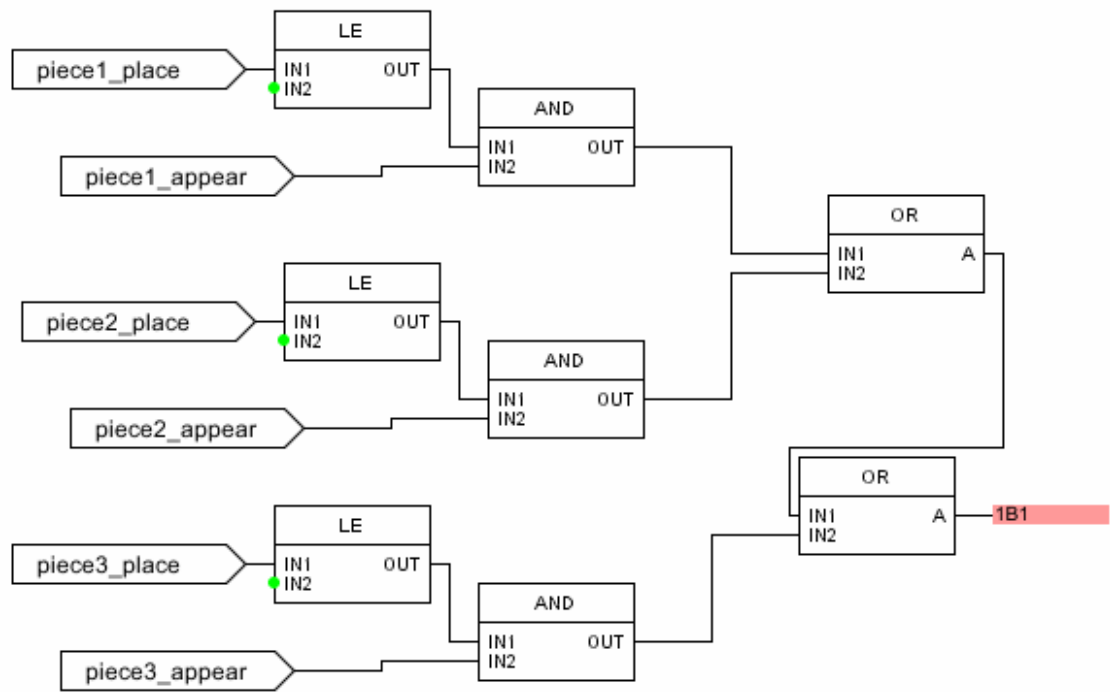 LE
piece1_place
IN1 OUT
IN2
AND
piece1_appear
IN1 OUT
IN2
OR
IN1 A
IN2
LE
piece2_place
IN1 OUT
IN2
AND
piece2_appear
IN1 OUT
IN2
OR
IN1 A
IN2
1B1
LE
piece3_place
IN1 OUT
IN2
AND
piece3_appear
IN1 OUT
IN2